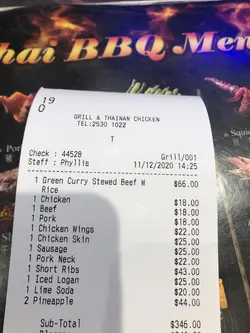 Thai BBQ Men
190
GRILL & THAINAN CHICKEN
TEL:2530 1022
T
Check : 44528 Grill/001
Staff : Phyllis 11/12/2020 14:25
1 Green Curry Stewed Beef W $66.00
Rice
1 Chicken $18.00
1 Beef $18.00
1 Pork $18.00
1 Chicken Wings $22.00
1 Chicken Skin $25.00
1 Sausage $25.00
1 Pork Neck $22.00
1 Short Ribs $43.00
1 Iced Logan $25.00
1 Lime Soda $20.00
2 Pineapple $44.00
Sub-Total $346.00